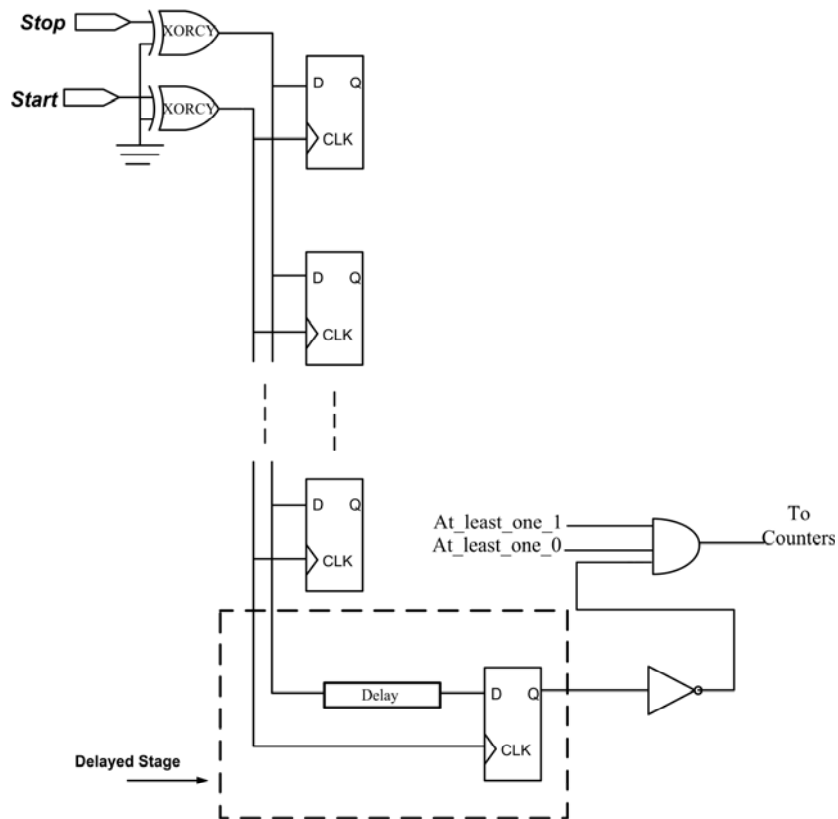 Stop
XORCY
Start
XORCY
D Q
CLK
D Q
CLK
D Q
CLK
At_least_one_1
At_least_one_0
To
Counters
Delay
D Q
CLK
Delayed Stage